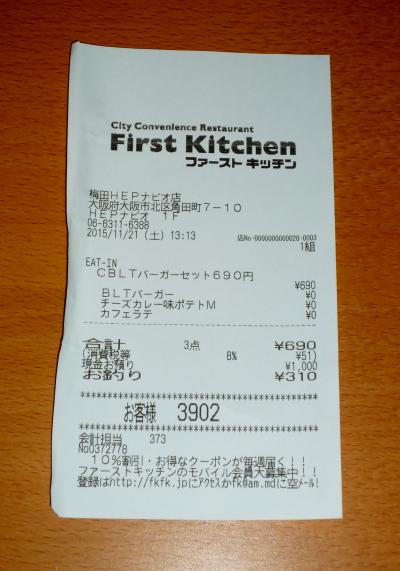 City Convenience Restaurant
First Kitchen
ファースト キッチン
梅田HEPナビオ店
大阪府大阪市北区角田町7-10
HEPナビオ 1F
06-6311-6388
2015/11/21（土）13:13
店No-0000000000028-0003
1組
EAT-IN
CBLTバーガーセット690円
¥690
BLTバーガー ¥0
チーズカレー味ポテトM ¥0
カフェラテ ¥0
合計 3点 ¥690
(消費税等 8% ¥51)
現金お預り ¥1,000
お釣り ¥310
お客様 3902
会計担当 373
No0372778
10%割引・お得なクーポンが毎週届く！！
ファーストキッチンのモバイル会員大募集中！！
登録はhttp://fkfk.jpにアクセスかfk@am.mdに空メール!